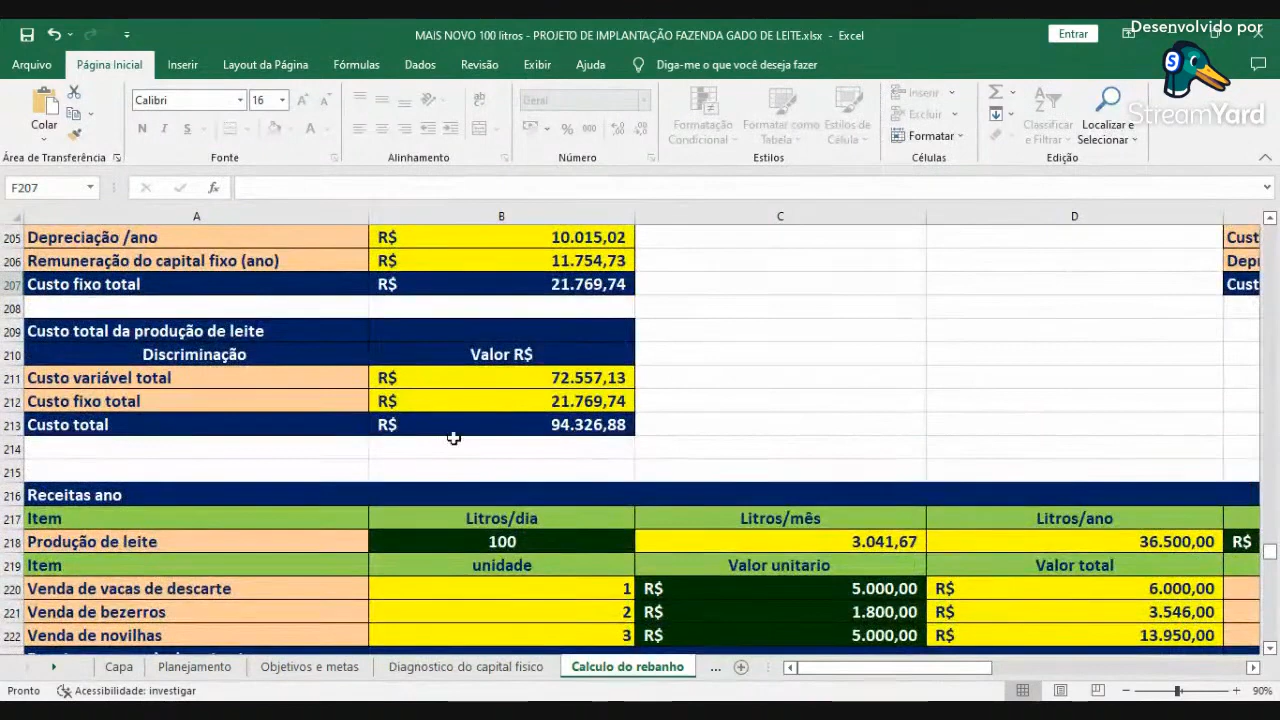 Desenvolvido por
StreamYard
MAIS NOVO 100 litros - PROJETO DE IMPLANTAÇÃO FAZENDA GADO DE LEITE.xlsx - Excel
Entrar
Arquivo Página Inicial Inserir Layout da Página Fórmulas Dados Revisão Exibir Ajuda Diga-me o que você deseja fazer
Colar
Calibri 16
N I S
Geral
Formatação Condicional
Formatar como Tabela
Estilos de Célula
Inserir
Excluir
Formatar
Classificar e Filtrar
Localizar e Selecionar
Área de Transferência Fonte Alinhamento Número Estilos Células Edição
F207
A B C D
205 Depreciação /ano R$ 10.015,02 Cust
206 Remuneração do capital fixo (ano) R$ 11.754,73 Depr
207 Custo fixo total R$ 21.769,74 Cust
208
209 Custo total da produção de leite
210 Discriminação Valor R$
211 Custo variável total R$ 72.557,13
212 Custo fixo total R$ 21.769,74
213 Custo total R$ 94.326,88
214
215
216 Receitas ano
217 Item Litros/dia Litros/mês Litros/ano
218 Produção de leite 100 3.041,67 36.500,00 R$
219 Item unidade Valor unitario Valor total
220 Venda de vacas de descarte 1 R$ 5.000,00 R$ 6.000,00
221 Venda de bezerros 2 R$ 1.800,00 R$ 3.546,00
222 Venda de novilhas 3 R$ 5.000,00 R$ 13.950,00
Capa Planejamento Objetivos e metas Diagnostico do capital fisico Calculo do rebanho ...
Pronto Acessibilidade: investigar 90%